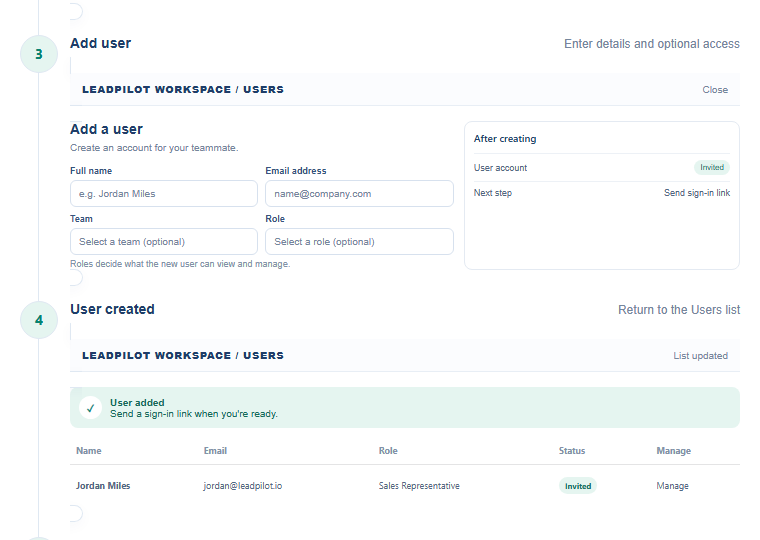 3
Add user
Enter details and optional access
LEADPILOT WORKSPACE / USERS
Close
Add a user
Create an account for your teammate.
Full name
Email address
e.g. Jordan Miles
name@company.com
Team
Role
Select a team (optional)
Select a role (optional)
Roles decide what the new user can view and manage.
After creating
User account
Invited
Next step
Send sign-in link
4
User created
Return to the Users list
LEADPILOT WORKSPACE / USERS
List updated
✓
User added
Send a sign-in link when you're ready.
Name Email Role Status Manage
Jordan Miles jordan@leadpilot.io Sales Representative Invited Manage